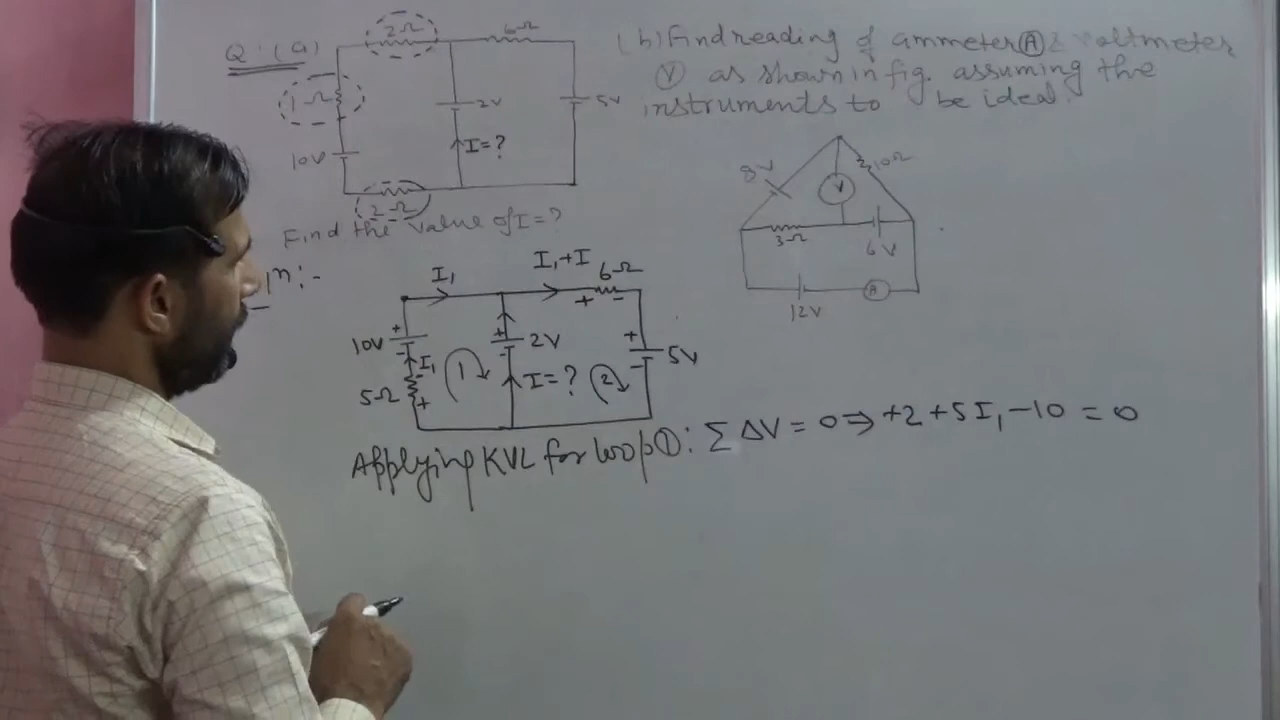 Q:(a)
2Ω
6Ω
1Ω
2V
5V
I=?
10V
2Ω
Find the value of I=?
(b) Find reading of ammeter Ⓐ & Voltmeter
Ⓥ as shown in fig. assuming the
instruments to be ideal.
8V
10Ω
V
3Ω
6V
12V
A
1ⁿ:-
I₁
I₁+I
6Ω
+ -
10V
+
-
I₁
-
5Ω
+
1
+
-
2V
I=?
2
+
-
5V
Applying KVL for loop①: ∑ ΔV = 0 ⇒ +2 +5I₁ -10 = 0